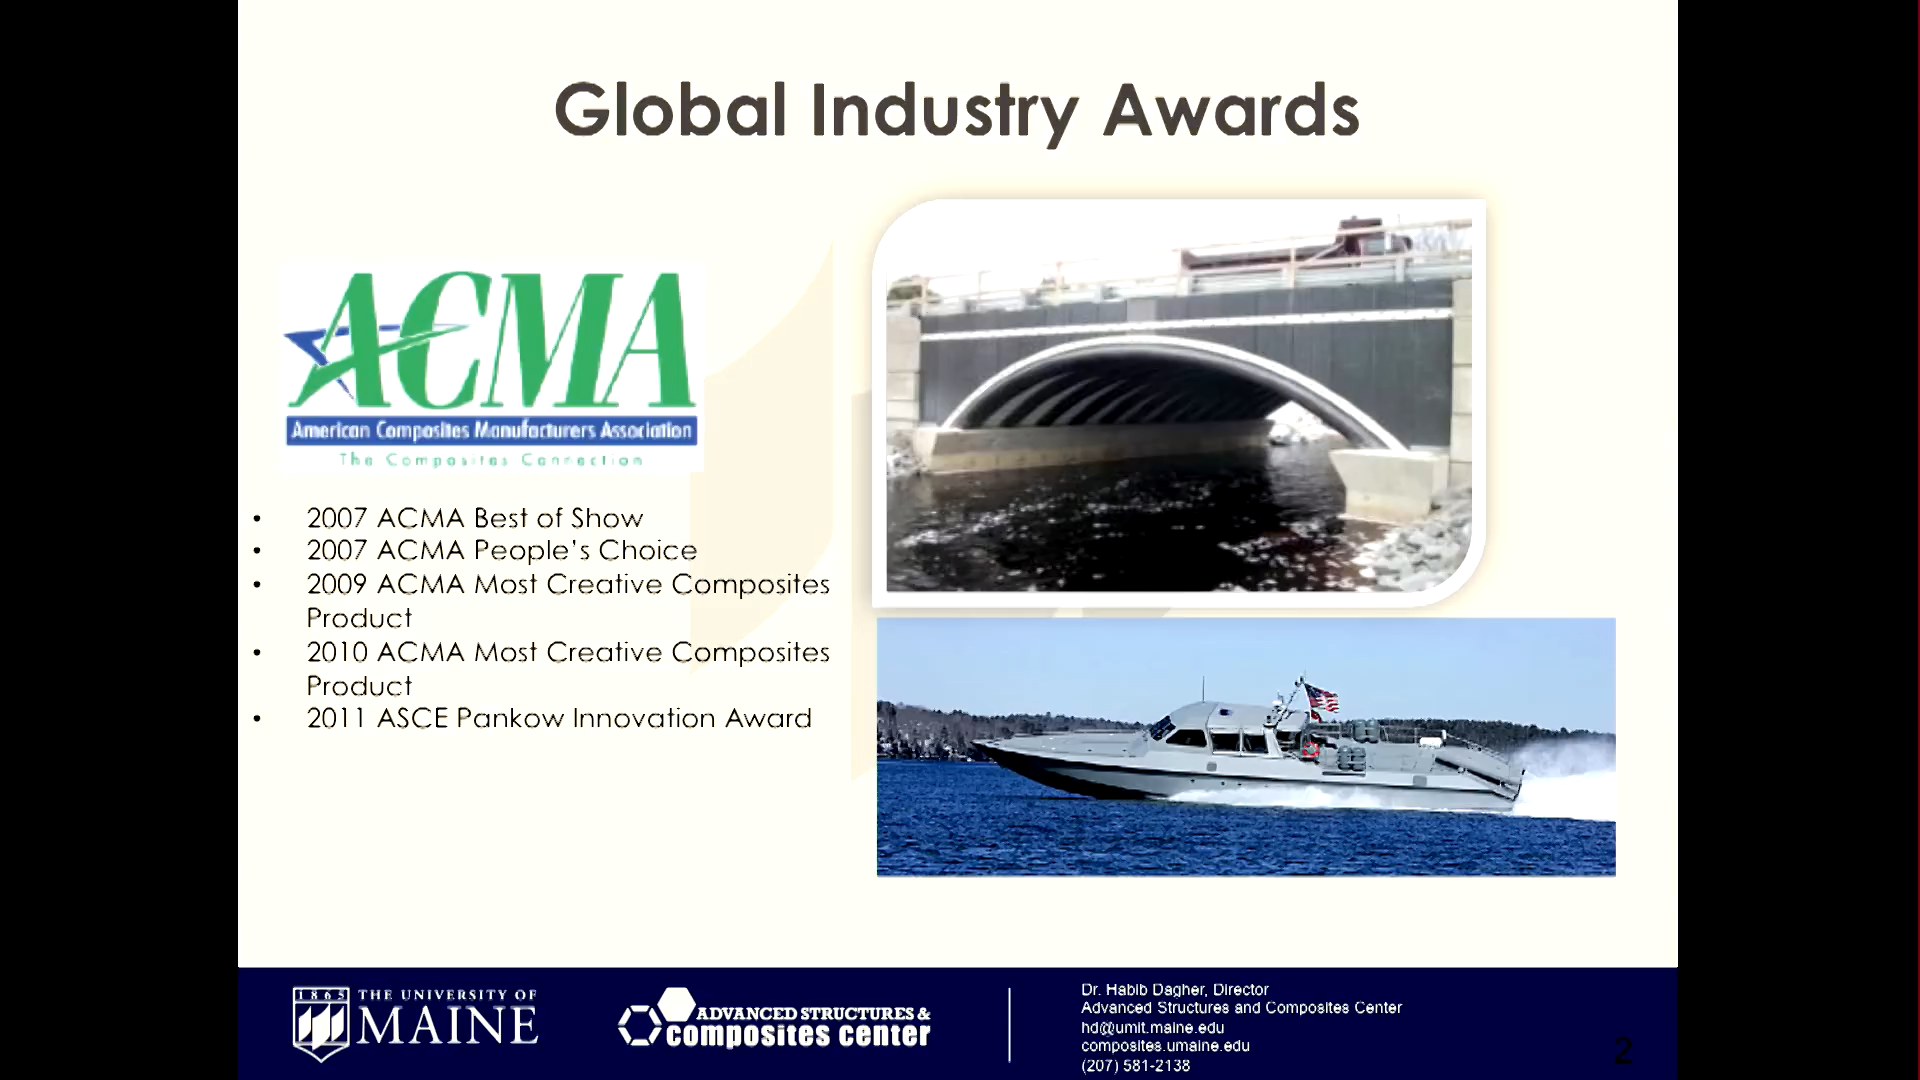 Global Industry Awards
ACMA
American Composites Manufacturers Association
The Composites Connection
• 2007 ACMA Best of Show
• 2007 ACMA People’s Choice
• 2009 ACMA Most Creative Composites
Product
• 2010 ACMA Most Creative Composites
Product
• 2011 ASCE Pankow Innovation Award
1865
THE UNIVERSITY OF
MAINE
ADVANCED STRUCTURES &
composites center
Dr. Habib Dagher, Director
Advanced Structures and Composites Center
hd@umit.maine.edu
composites.umaine.edu
(207) 581-2138
2